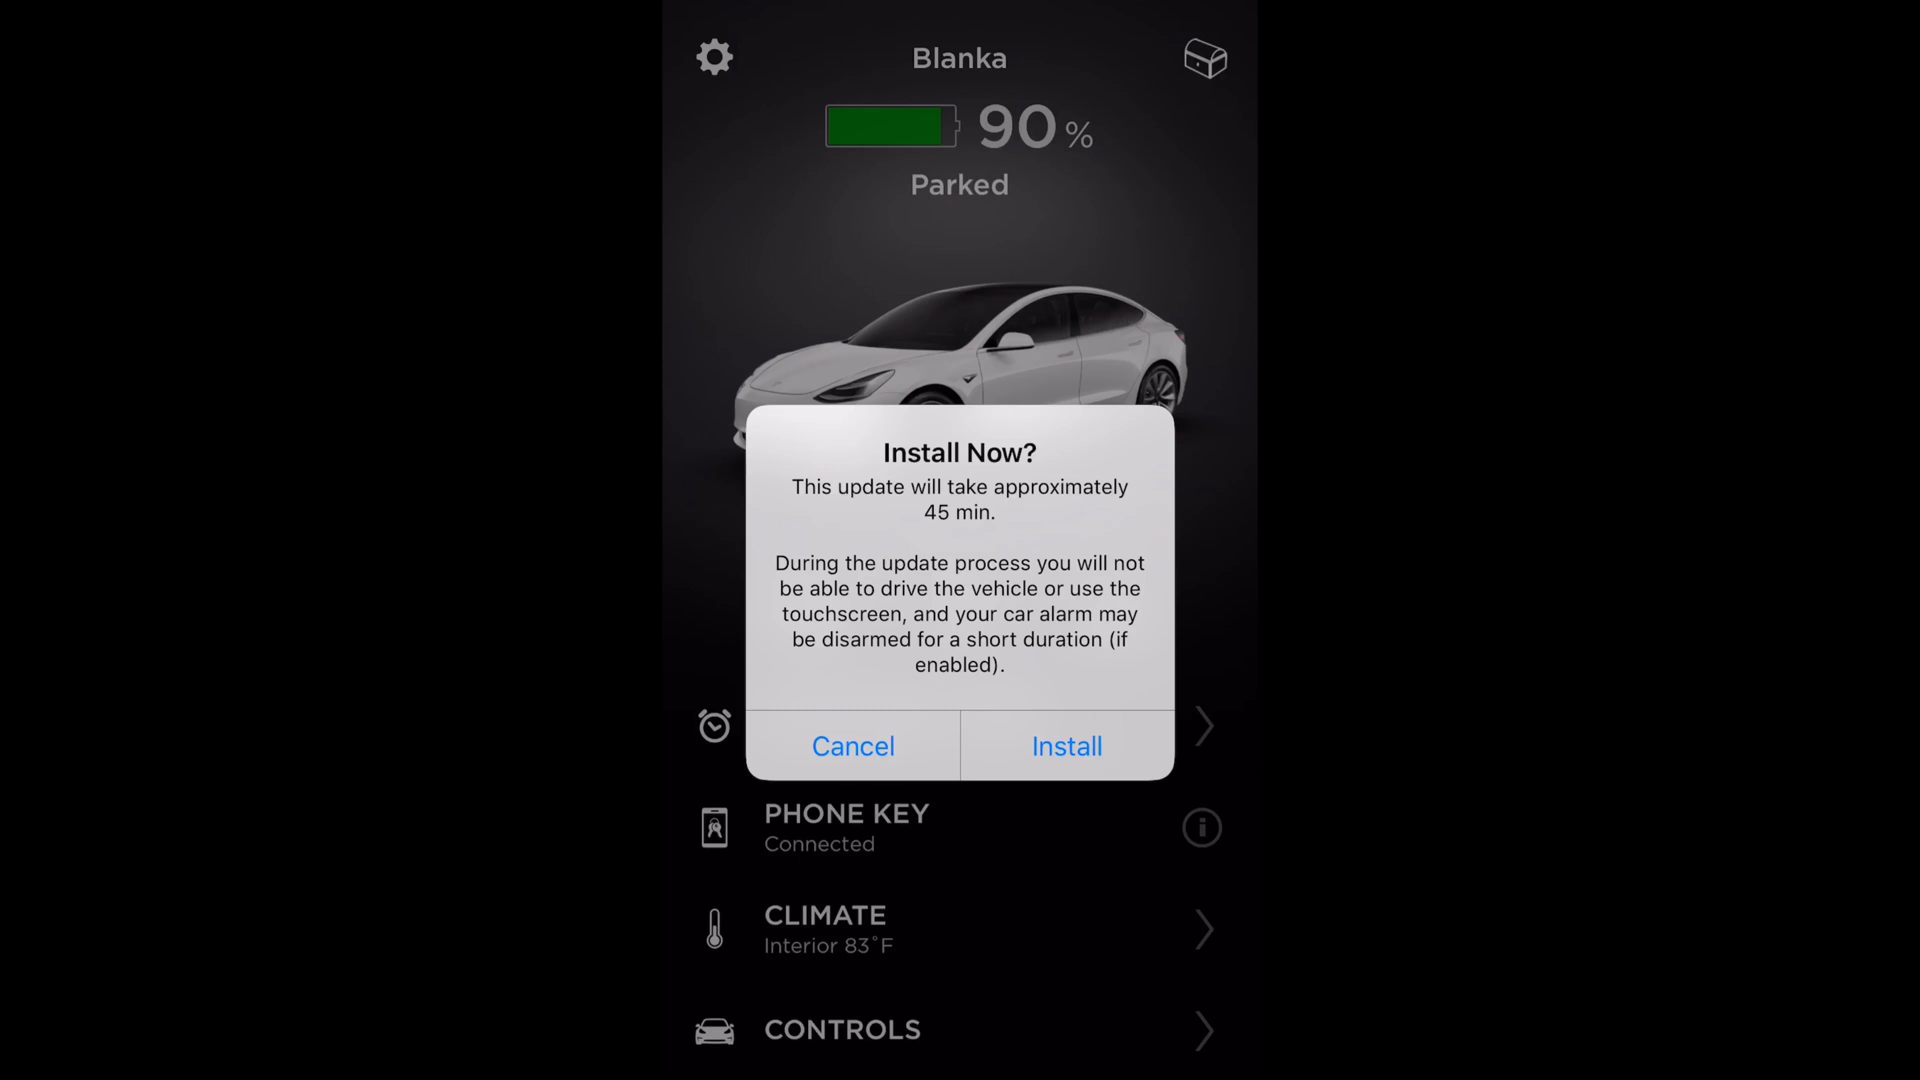 Blanka
90 %
Parked
Install Now?
This update will take approximately
45 min.
During the update process you will not
be able to drive the vehicle or use the
touchscreen, and your car alarm may
be disarmed for a short duration (if
enabled).
Cancel
Install
PHONE KEY
Connected
CLIMATE
Interior 83°F
CONTROLS